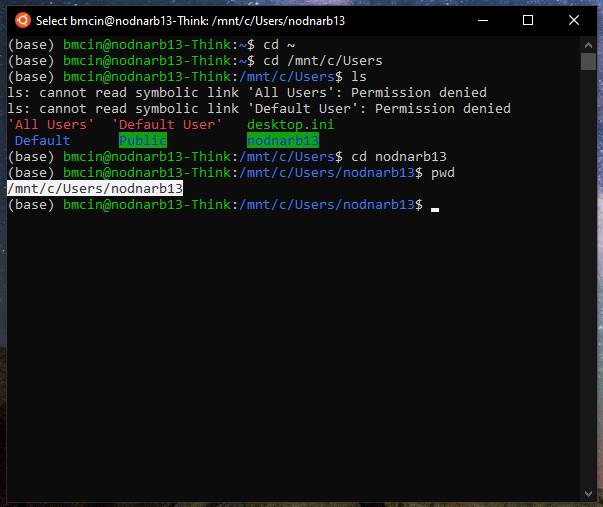 Select bmcin@nodnarb13-Think: /mnt/c/Users/nodnarb13
(base) bmcin@nodnarb13-Think:~$ cd ~
(base) bmcin@nodnarb13-Think:~$ cd /mnt/c/Users
(base) bmcin@nodnarb13-Think:/mnt/c/Users$ ls
ls: cannot read symbolic link 'All Users': Permission denied
ls: cannot read symbolic link 'Default User': Permission denied
'All Users'  'Default User'   desktop.ini
 Default      Public          nodnarb13
(base) bmcin@nodnarb13-Think:/mnt/c/Users$ cd nodnarb13
(base) bmcin@nodnarb13-Think:/mnt/c/Users/nodnarb13$ pwd
/mnt/c/Users/nodnarb13
(base) bmcin@nodnarb13-Think:/mnt/c/Users/nodnarb13$